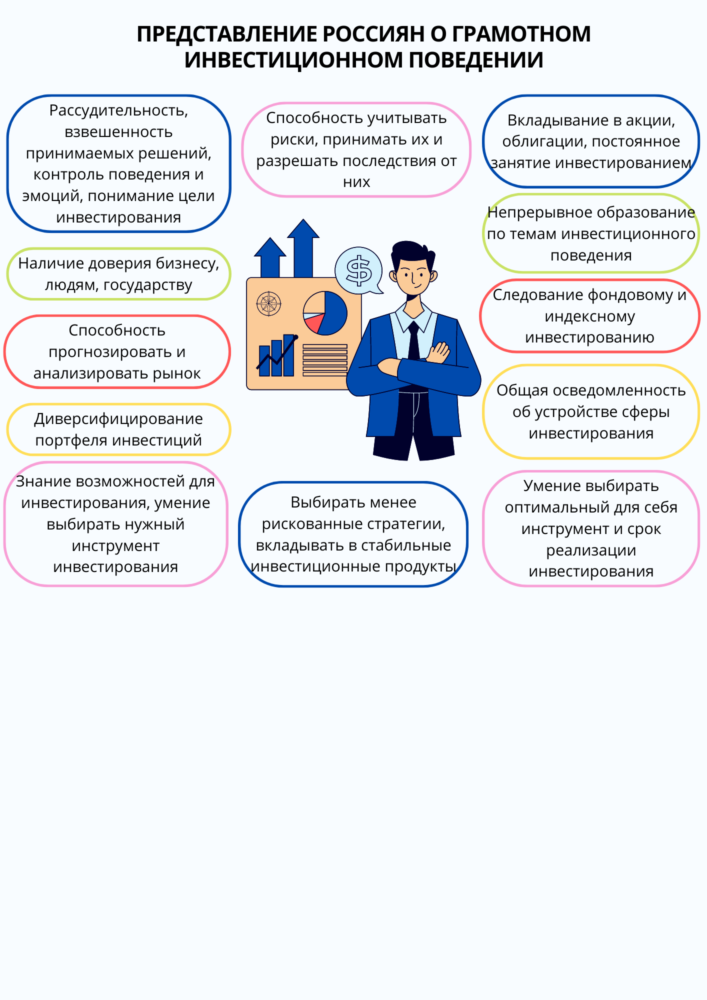 ПРЕДСТАВЛЕНИЕ РОССИЯН О ГРАМОТНОМ
ИНВЕСТИЦИОННОМ ПОВЕДЕНИИ
Рассудительность,
взвешенность
принимаемых решений,
контроль поведения и
эмоций, понимание цели
инвестирования
Наличие доверия бизнесу,
людям, государству
Способность
прогнозировать и
анализировать рынок
Диверсифицирование
портфеля инвестиций
Знание возможностей для
инвестирования, умение
выбирать нужный
инструмент
инвестирования
Способность учитывать
риски, принимать их и
разрешать последствия от
них
$
Выбирать менее
рискованные стратегии,
вкладывать в стабильные
инвестиционные продукты
Вкладывание в акции,
облигации, постоянное
занятие инвестированием
Непрерывное образование
по темам инвестиционного
поведения
Следование фондовому и
индексному
инвестированию
Общая осведомленность
об устройстве сферы
инвестирования
Умение выбирать
оптимальный для себя
инструмент и срок
реализации
инвестирования